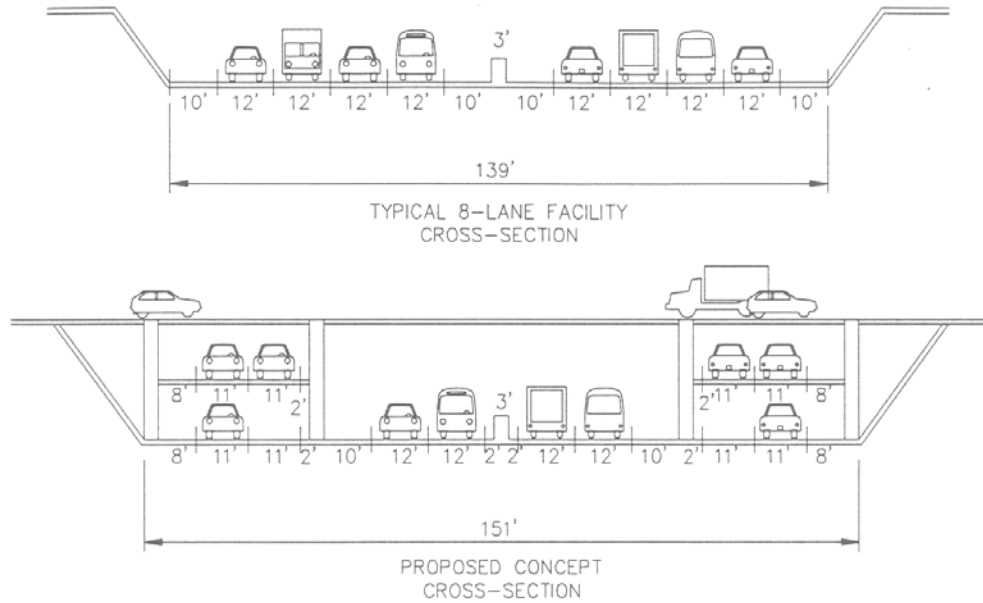 3'
10' 12' 12' 12' 12' 10' 10' 12' 12' 12' 12' 10'
139'
TYPICAL 8-LANE FACILITY
CROSS-SECTION
8' 11' 11' 2' 2' 11' 11' 8'
3'
8' 11' 11' 2' 10' 12' 12' 2' 2' 12' 12' 10' 2' 11' 11' 8'
151'
PROPOSED CONCEPT
CROSS-SECTION